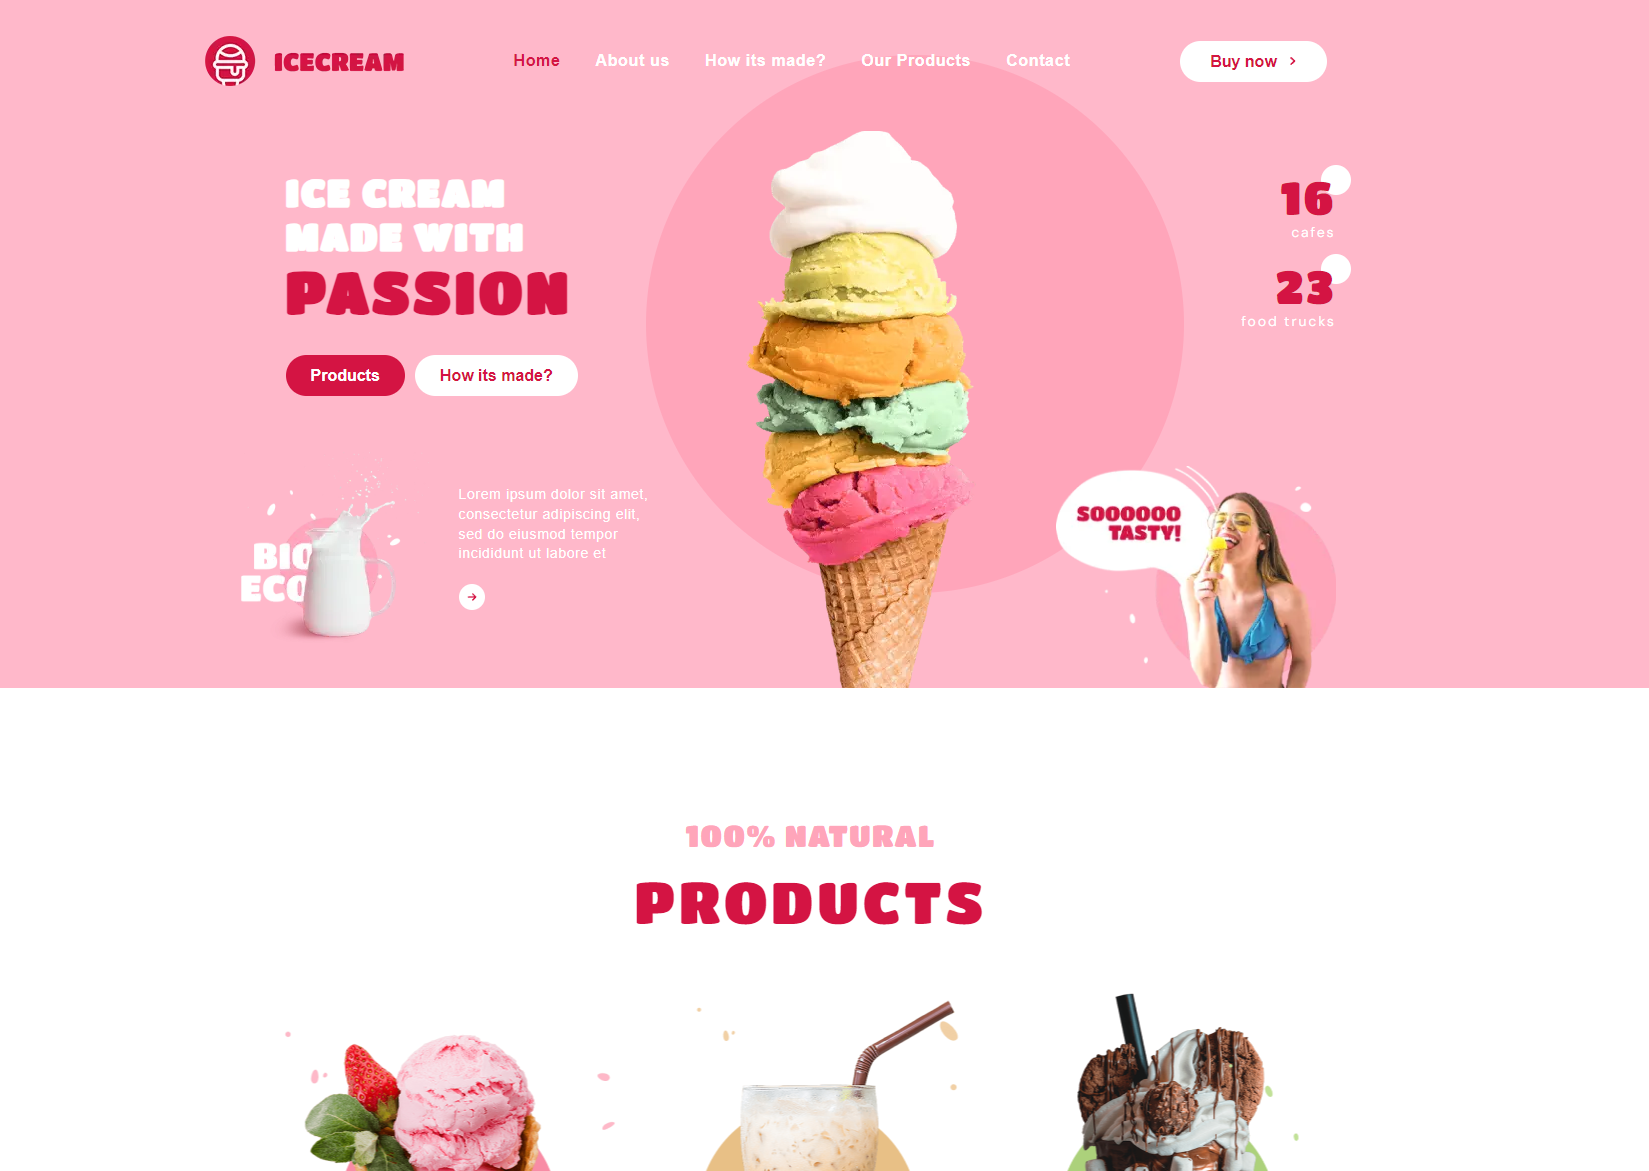 ICECREAM
Home
About us
How its made?
Our Products
Contact
Buy now
ICE CREAM
MADE WITH
PASSION
Products
How its made?
16
cafes
23
food trucks
BIO
ECO
Lorem ipsum dolor sit amet,
consectetur adipiscing elit,
sed do eiusmod tempor
incididunt ut labore et
SOOOOOO
TASTY!
100% NATURAL
PRODUCTS